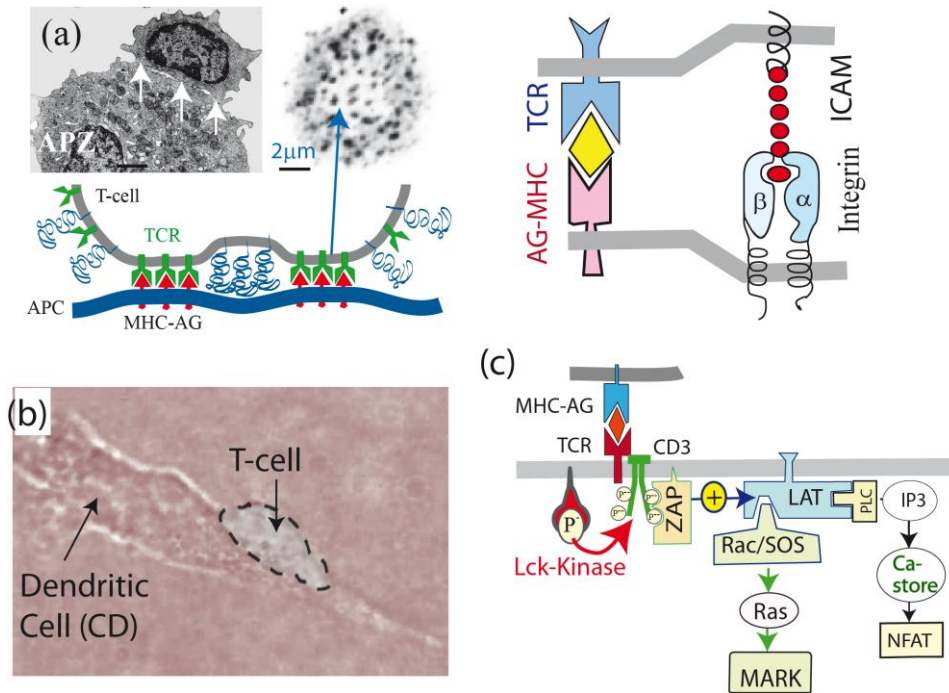 (a)
APZ
2µm
T-cell
TCR
APC
MHC-AG
TCR
AG-MHC
ICAM
Integrin
β
α
(b)
T-cell
Dendritic
Cell (CD)
(c)
MHC-AG
TCR
CD3
P-
P--
P--
P--
P--
ZAP
+
LAT
PLC
IP3
Lck-Kinase
Rac/SOS
Ca-
store
Ras
NFAT
MARK